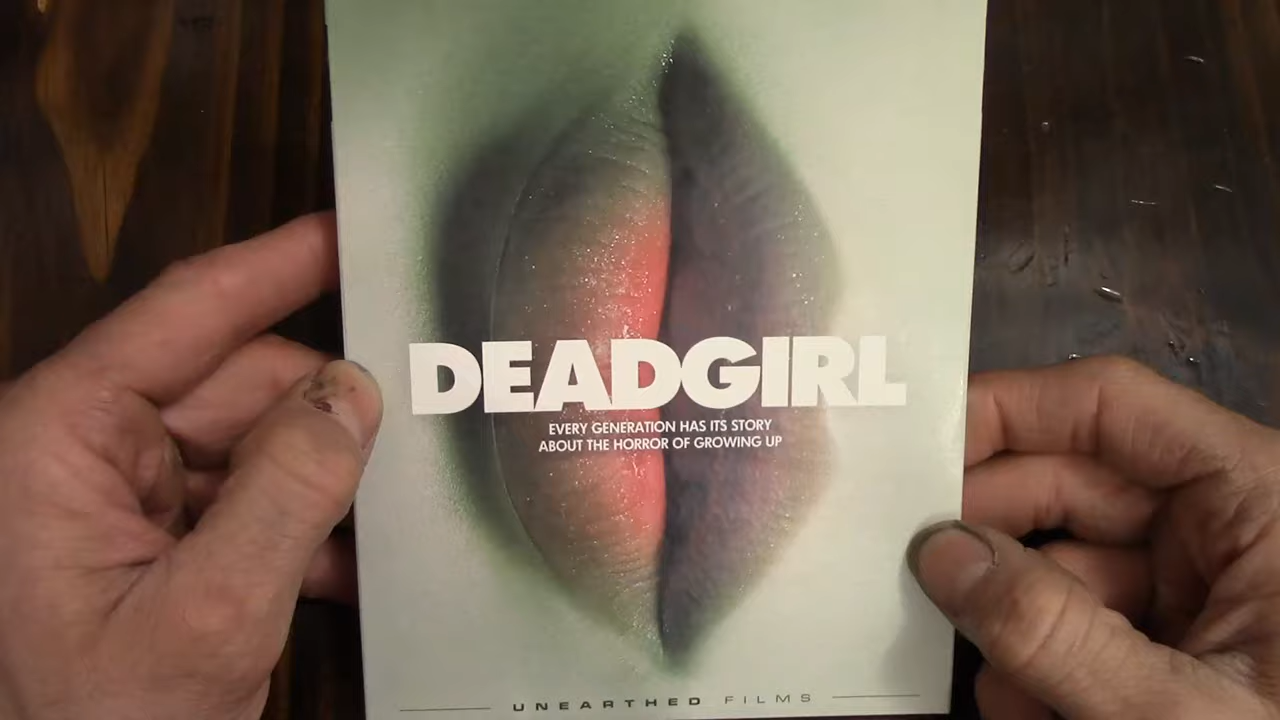 DEADGIRL
EVERY GENERATION HAS ITS STORY
ABOUT THE HORROR OF GROWING UP
UNEARTHED FILMS